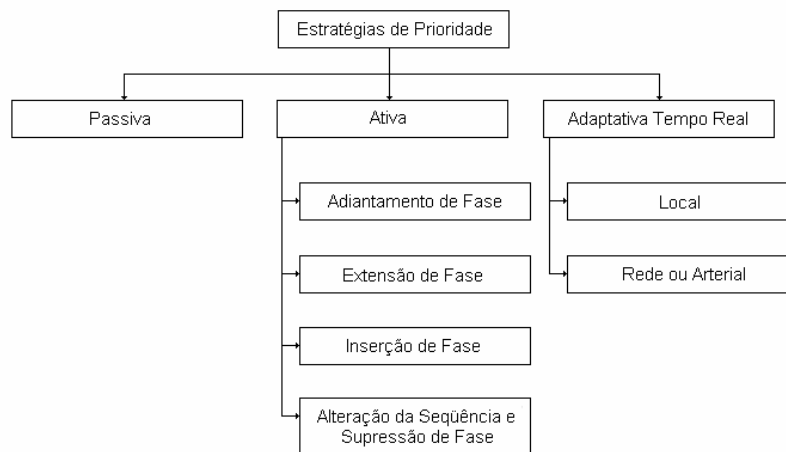 Estratégias de Prioridade
Passiva
Ativa
Adaptativa Tempo Real
Adiantamento de Fase
Local
Extensão de Fase
Rede ou Arterial
Inserção de Fase
Alteração da Seqüência e
Supressão de Fase